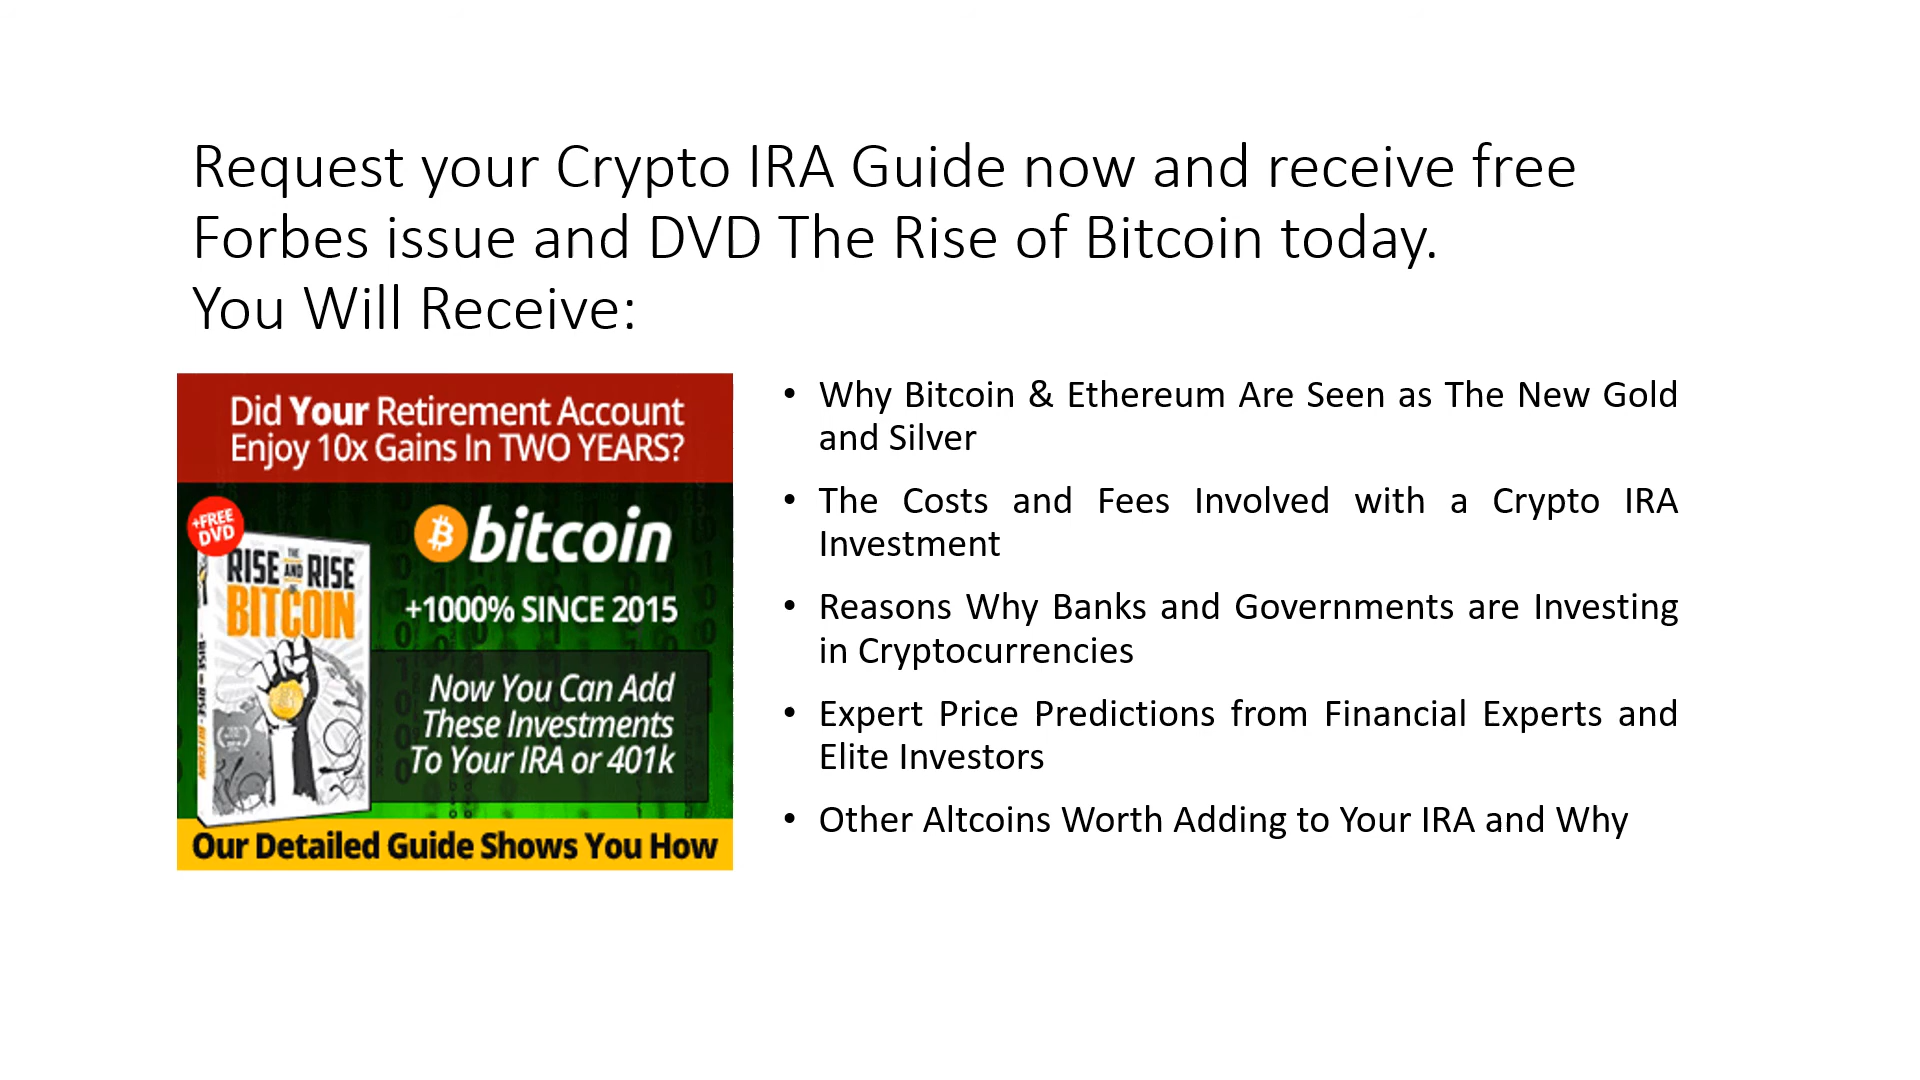 Request your Crypto IRA Guide now and receive free
Forbes issue and DVD The Rise of Bitcoin today.
You Will Receive:
Did Your Retirement Account
Enjoy 10x Gains In TWO YEARS?
+FREE
DVD
THE
RISE AND RISE
OF
BITCOIN
bitcoin
+1000% SINCE 2015
Now You Can Add
These Investments
To Your IRA or 401k
Our Detailed Guide Shows You How
• Why Bitcoin & Ethereum Are Seen as The New Gold
and Silver
• The Costs and Fees Involved with a Crypto IRA
Investment
• Reasons Why Banks and Governments are Investing
in Cryptocurrencies
• Expert Price Predictions from Financial Experts and
Elite Investors
• Other Altcoins Worth Adding to Your IRA and Why